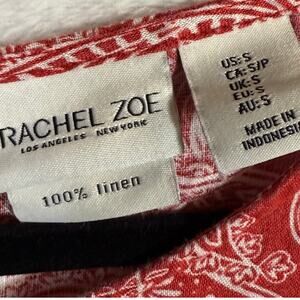 RACHEL ZOE
LOS ANGELES NEW YORK
100% linen
US: S
CA: S/P
UK: S
EU: S
AU: S
MADE IN
INDONESIA